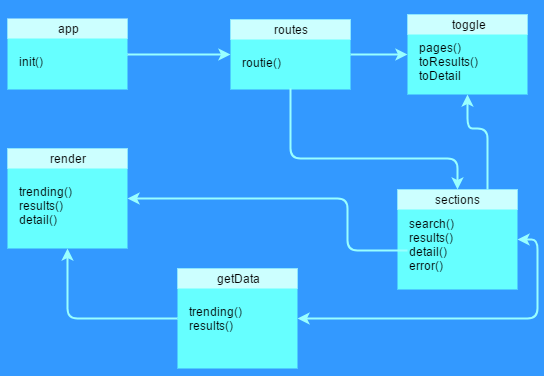 app
init()
routes
routie()
toggle
pages()
toResults()
toDetail
render
trending()
results()
detail()
sections
search()
results()
detail()
error()
getData
trending()
results()